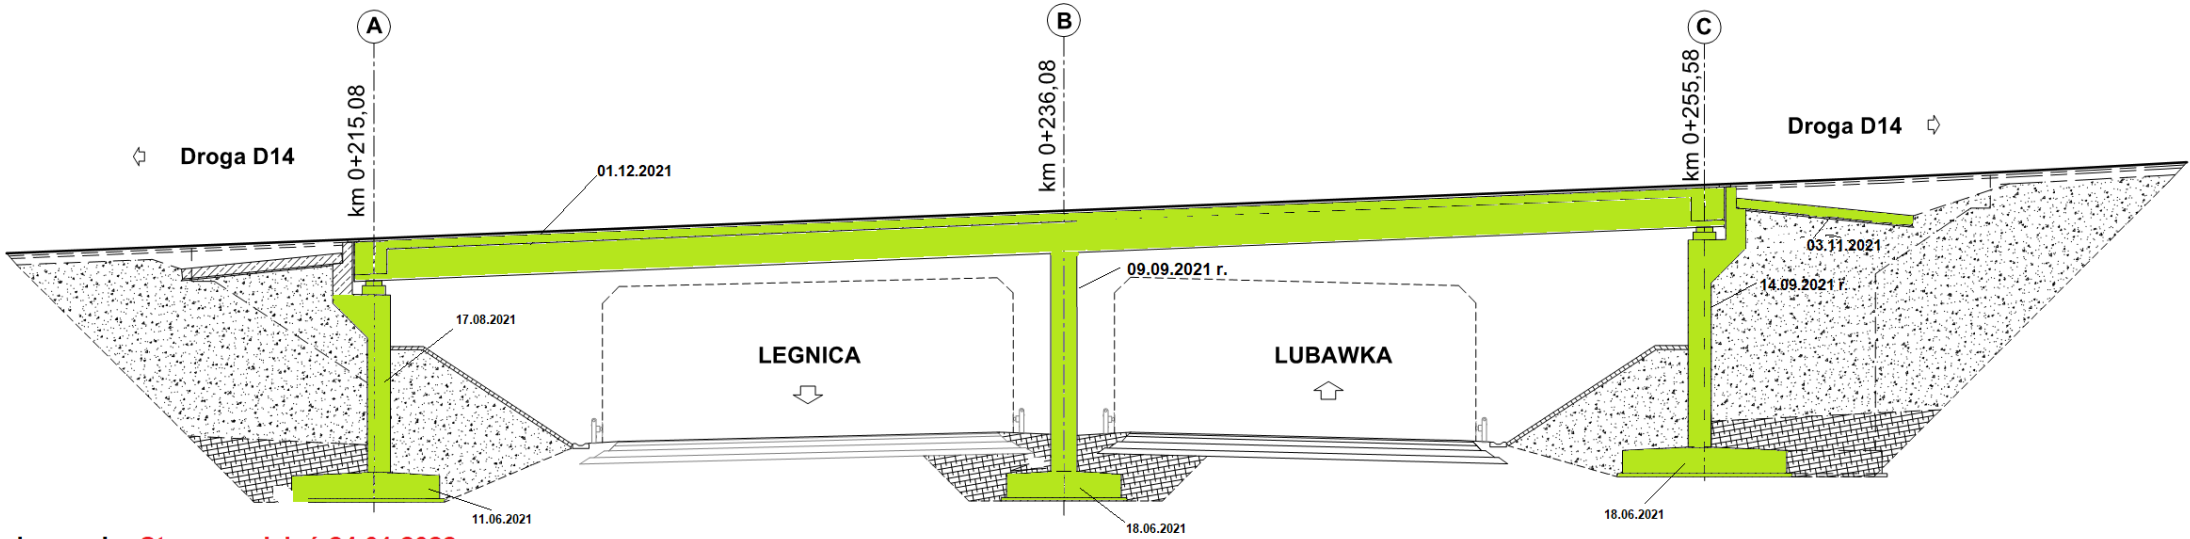 A
B
C
km 0+215,08
km 0+236,08
km 0+255,58
Droga D14
Droga D14
01.12.2021
03.11.2021
09.09.2021 r.
14.09.2021 r
17.08.2021
LEGNICA
LUBAWKA
11.06.2021
18.06.2021
18.06.2021